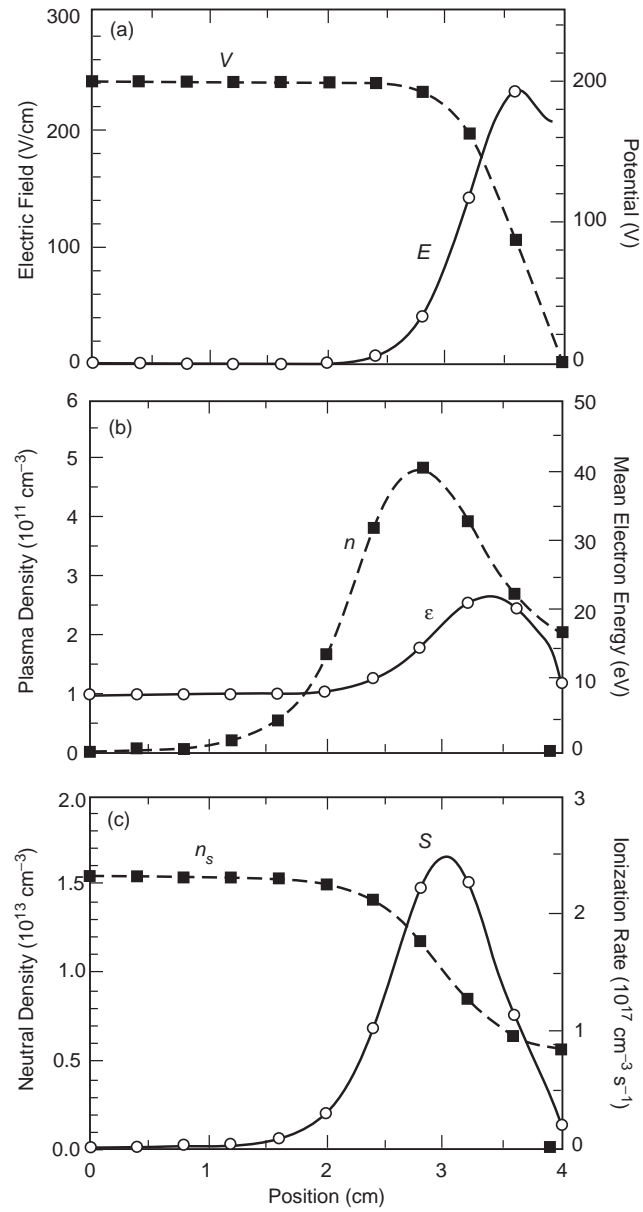 (a)
V
E
300
200
100
0
Electric Field (V/cm)
200
100
0
Potential (V)
(b)
n
ε
6
5
4
3
2
1
0
Plasma Density (10¹¹ cm⁻³)
50
40
30
20
10
0
Mean Electron Energy (eV)
(c)
nₛ
S
2.0
1.5
1.0
0.5
0.0
Neutral Density (10¹³ cm⁻³)
3
2
1
0
Ionization Rate (10¹⁷ cm⁻³ s⁻¹)
0 1 2 3 4
Position (cm)